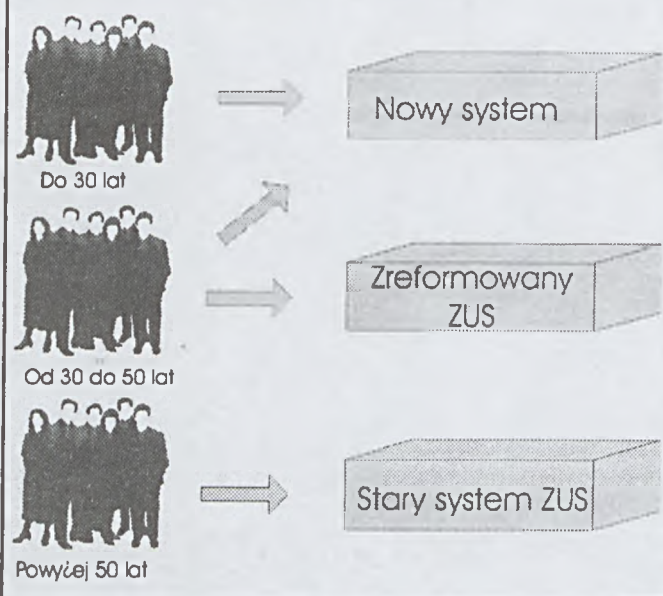 Nowy system
Do 30 lat
Zreformowany
ZUS
Od 30 do 50 lat
Stary system ZUS
Powyżej 50 lat